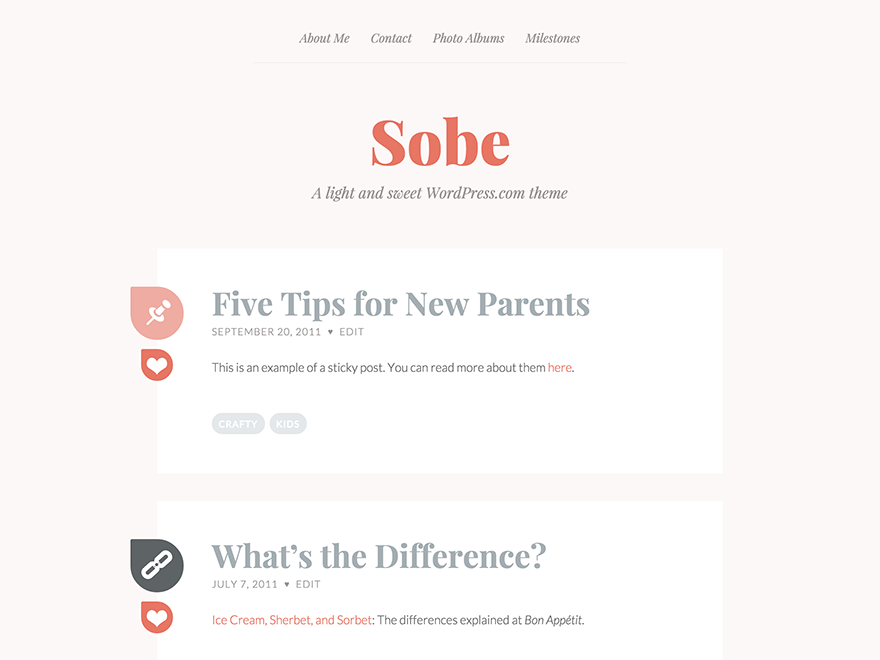 About Me Contact Photo Albums Milestones
Sobe
A light and sweet WordPress.com theme
Five Tips for New Parents
SEPTEMBER 20, 2011 ♥ EDIT
This is an example of a sticky post. You can read more about them here.
CRAFTY KIDS
What’s the Difference?
JULY 7, 2011 ♥ EDIT
Ice Cream, Sherbet, and Sorbet: The differences explained at Bon Appétit.